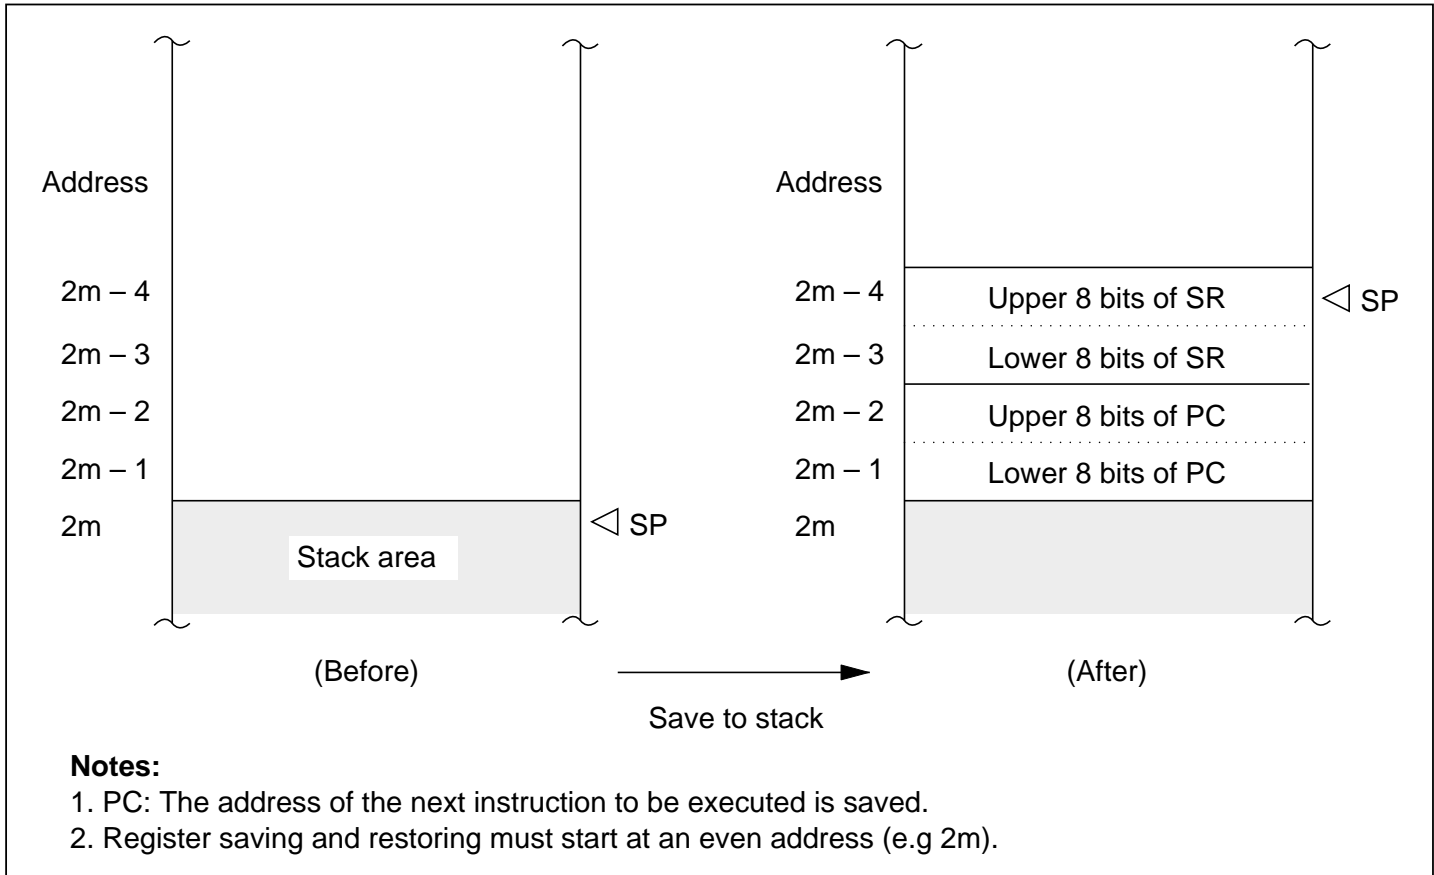 Address
2m – 4
2m – 3
2m – 2
2m – 1
2m
Stack area
SP
(Before)
Save to stack
Address
2m – 4 Upper 8 bits of SR SP
2m – 3 Lower 8 bits of SR
2m – 2 Upper 8 bits of PC
2m – 1 Lower 8 bits of PC
2m
(After)
Notes:
1. PC: The address of the next instruction to be executed is saved.
2. Register saving and restoring must start at an even address (e.g 2m).